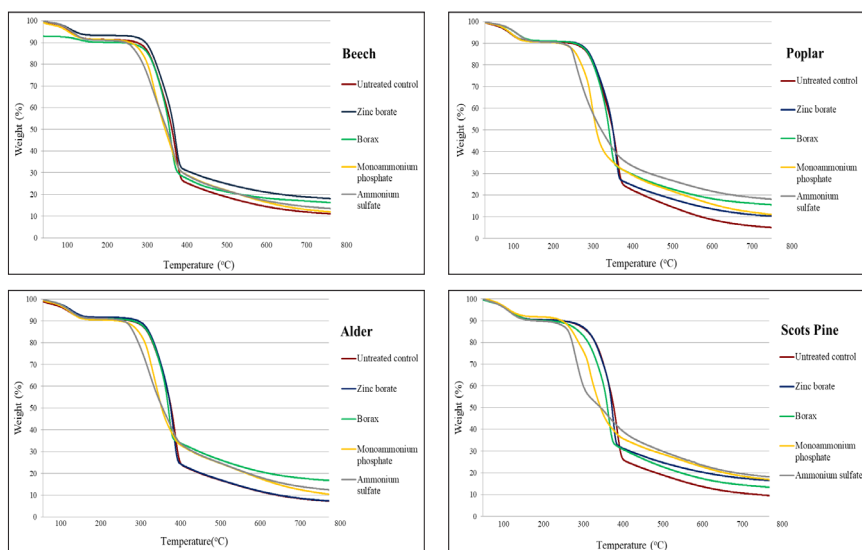 Beech
Weight (%)
100
90
80
70
60
50
40
30
20
10
0
0
100
200
300
400
500
600
700
800
Temperature (°C)
Untreated control
Zinc borate
Borax
Monoammonium
phosphate
Ammonium
sulfate
Poplar
Weight (%)
100
90
80
70
60
50
40
30
20
10
0
0
100
200
300
400
500
600
700
800
Temperature (°C)
Untreated control
Zinc borate
Borax
Monoammonium
phosphate
Ammonium
sulfate
Alder
Weight (%)
100
90
80
70
60
50
40
30
20
10
0
0
100
200
300
400
500
600
700
800
Temperature(°C)
Untreated control
Zinc borate
Borax
Monoammonium
phosphate
Ammonium sulfate
Scots Pine
Weight (%)
100
90
80
70
60
50
40
30
20
10
0
0
100
200
300
400
500
600
700
800
Temperature (°C)
Untreated control
Zinc borate
Borax
Monoammonium
phosphate
Ammonium sulfate